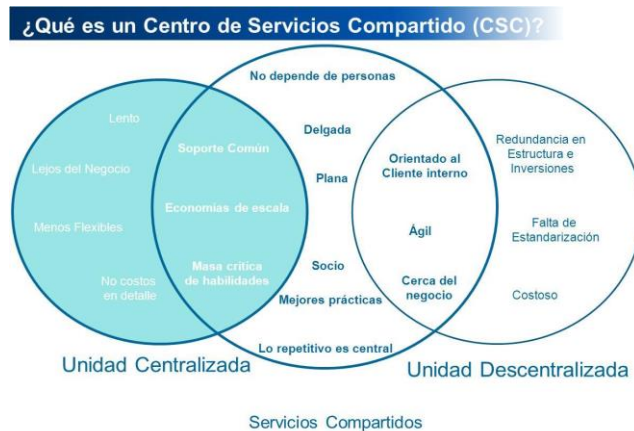 ¿Qué es un Centro de Servicios Compartido (CSC)?
No depende de personas
Lento
Delgada
Soporte Común
Redundancia en
Estructura e
Inversiones
Orientado al
Cliente interno
Lejos del Negocio
Plana
Economías de escala
Menos Flexibles
Ágil
Falta de
Estandarización
Masa crítica
de habilidades
Socio
No costos
en detalle
Cerca del
negocio
Costoso
Mejores prácticas
Lo repetitivo es central
Unidad Centralizada
Unidad Descentralizada
Servicios Compartidos